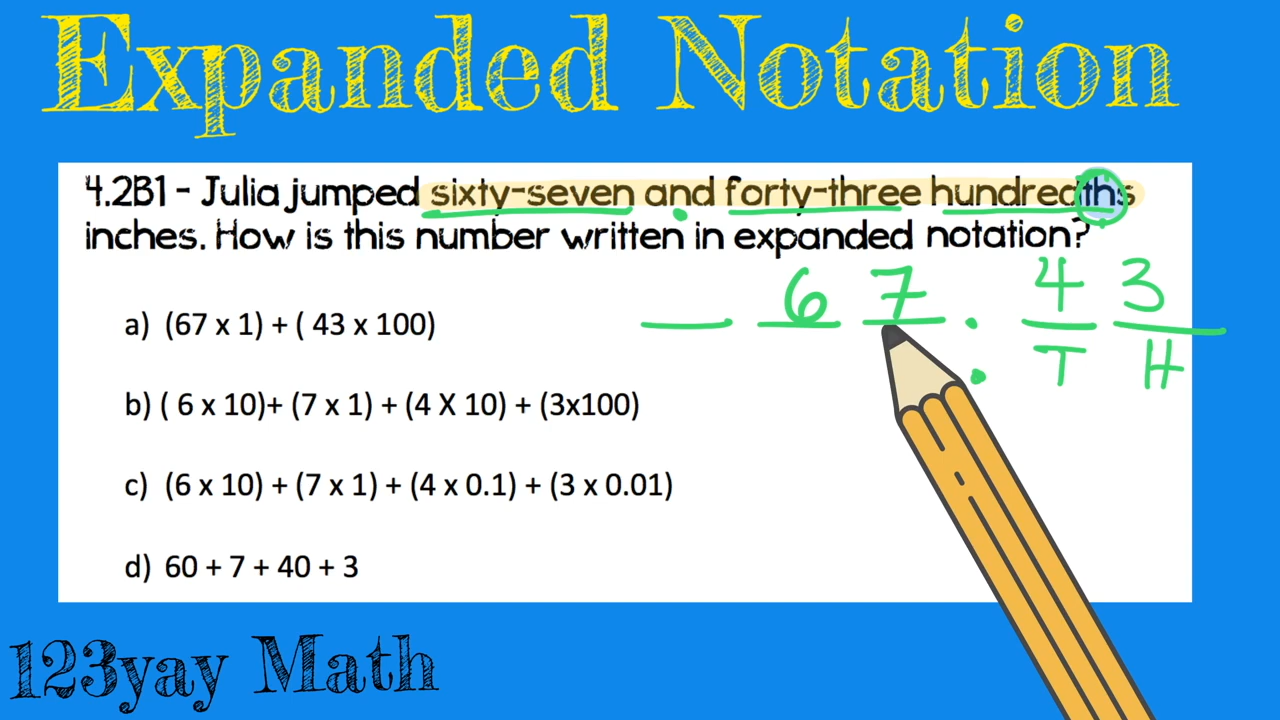 Expanded Notation
4.2B1 - Julia jumped sixty-seven and forty-three hundredths
inches. How is this number written in expanded notation?
6 7 . 4 3
T H
a) (67 x 1) + ( 43 x 100)
b) ( 6 x 10)+ (7 x 1) + (4 X 10) + (3x100)
c) (6 x 10) + (7 x 1) + (4 x 0.1) + (3 x 0.01)
d) 60 + 7 + 40 + 3
123yay Math